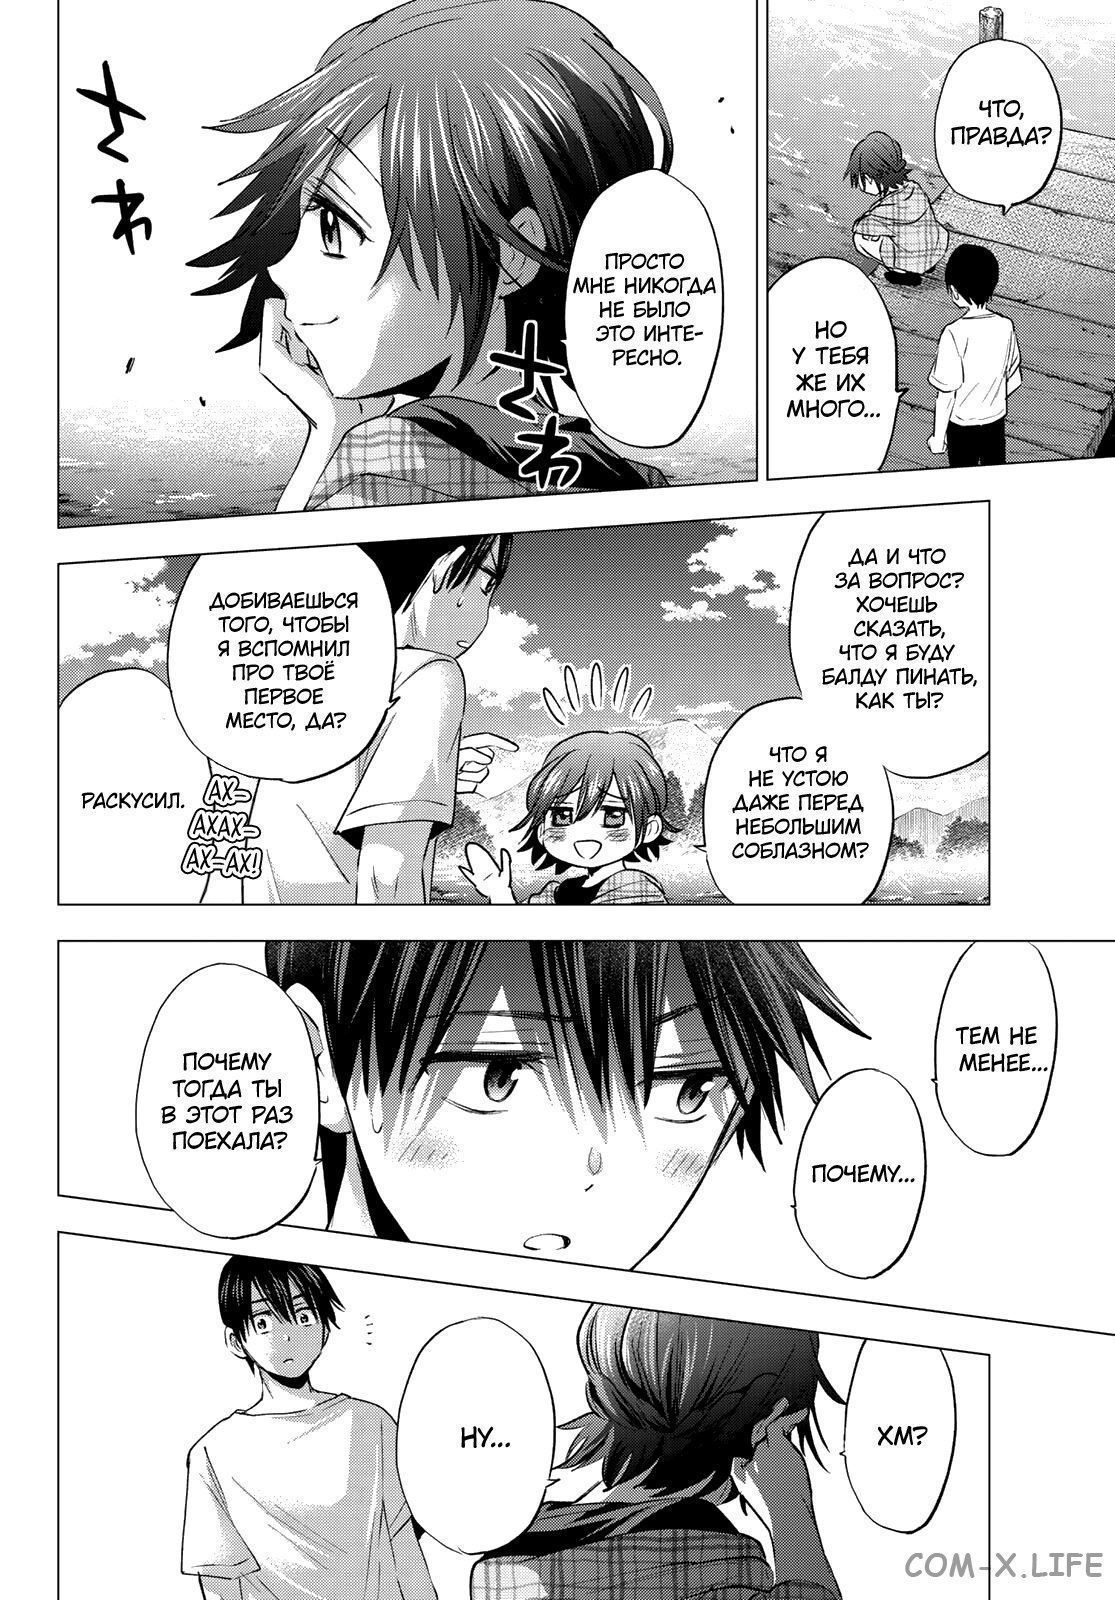 ЧТО,
ПРАВДА?
НО
У ТЕБЯ
ЖЕ ИХ
МНОГО...
ПРОСТО
МНЕ НИКОГДА
НЕ БЫЛО
ЭТО ИНТЕ-
РЕСНО.
さわ
さわ
ДА И ЧТО
ЗА ВОПРОС?
ХОЧЕШЬ
СКАЗАТЬ,
ЧТО Я БУДУ
БАЛДУ ПИНАТЬ,
КАК ТЫ?
ЧТО Я
НЕ УСТОЮ
ДАЖЕ ПЕРЕД
НЕБОЛЬШИМ
СОБЛАЗНОМ?
ДОБИВАЕШЬСЯ
ТОГО, ЧТОБЫ
Я ВСПОМНИЛ
ПРО ТВОЁ
ПЕРВОЕ
МЕСТО, ДА?
РАСКУСИЛ.
АХ-
АХАХ-
АХ-АХ!
ТЕМ НЕ
МЕНЕЕ...
ПОЧЕМУ...
ПОЧЕМУ
ТОГДА ТЫ
В ЭТОТ РАЗ
ПОЕХАЛА?
ХМ?
НУ...
COM-X.LIFE